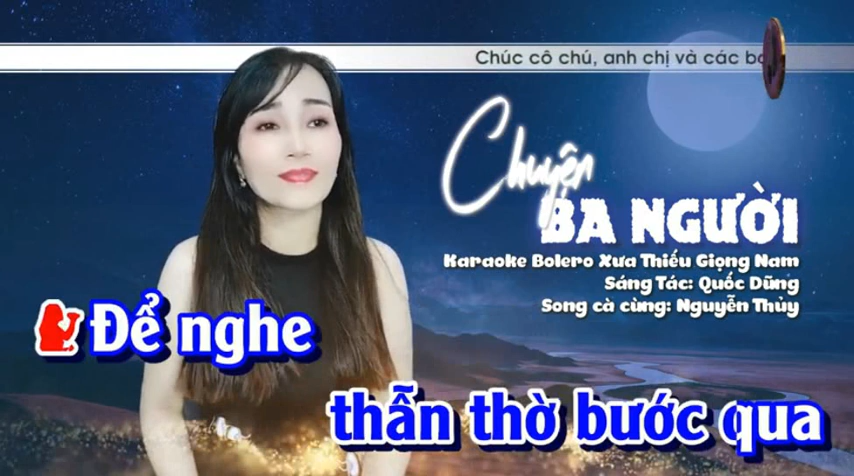 Chúc cô chú, anh chị và các bạ
Chuyện
BA NGƯỜI
Karaoke Bolero Xưa Thiếu Giọng Nam
Sáng Tác: Quốc Dũng
Song cà cùng: Nguyễn Thủy
Để nghe
thẫn thờ bước qua